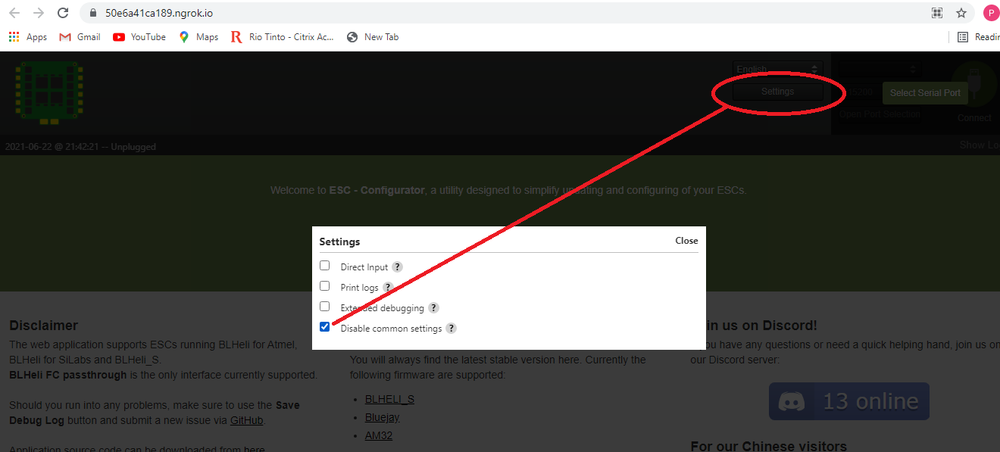 50e6a41ca189.ngrok.io
P
Apps
Gmail
YouTube
Maps
Rio Tinto - Citrix Ac...
New Tab
Readin
English
Settings
Select Serial Port
Open Port Selection
Connect
2021-06-22 @ 21:42:21 -- Unplugged
Show Lo
Welcome to ESC - Configurator, a utility designed to simplify updating and configuring of your ESCs.
Settings
Close
Direct Input ?
Print logs ?
Extended debugging ?
Disable common settings ?
Disclaimer
The web application supports ESCs running BLHeli for Atmel,
BLHeli for SiLabs and BLHeli_S.
BLHeli FC passthrough is the only interface currently supported.
Should you run into any problems, make sure to use the Save
Debug Log button and submit a new issue via GitHub.
Application source code can be downloaded from here
You will always find the latest stable version here. Currently the
following firmware are supported:
• BLHELI_S
• Bluejay
• AM32
in us on Discord!
you have any questions or need a quick helping hand, join us on
our Discord server:
13 online
For our Chinese visitors